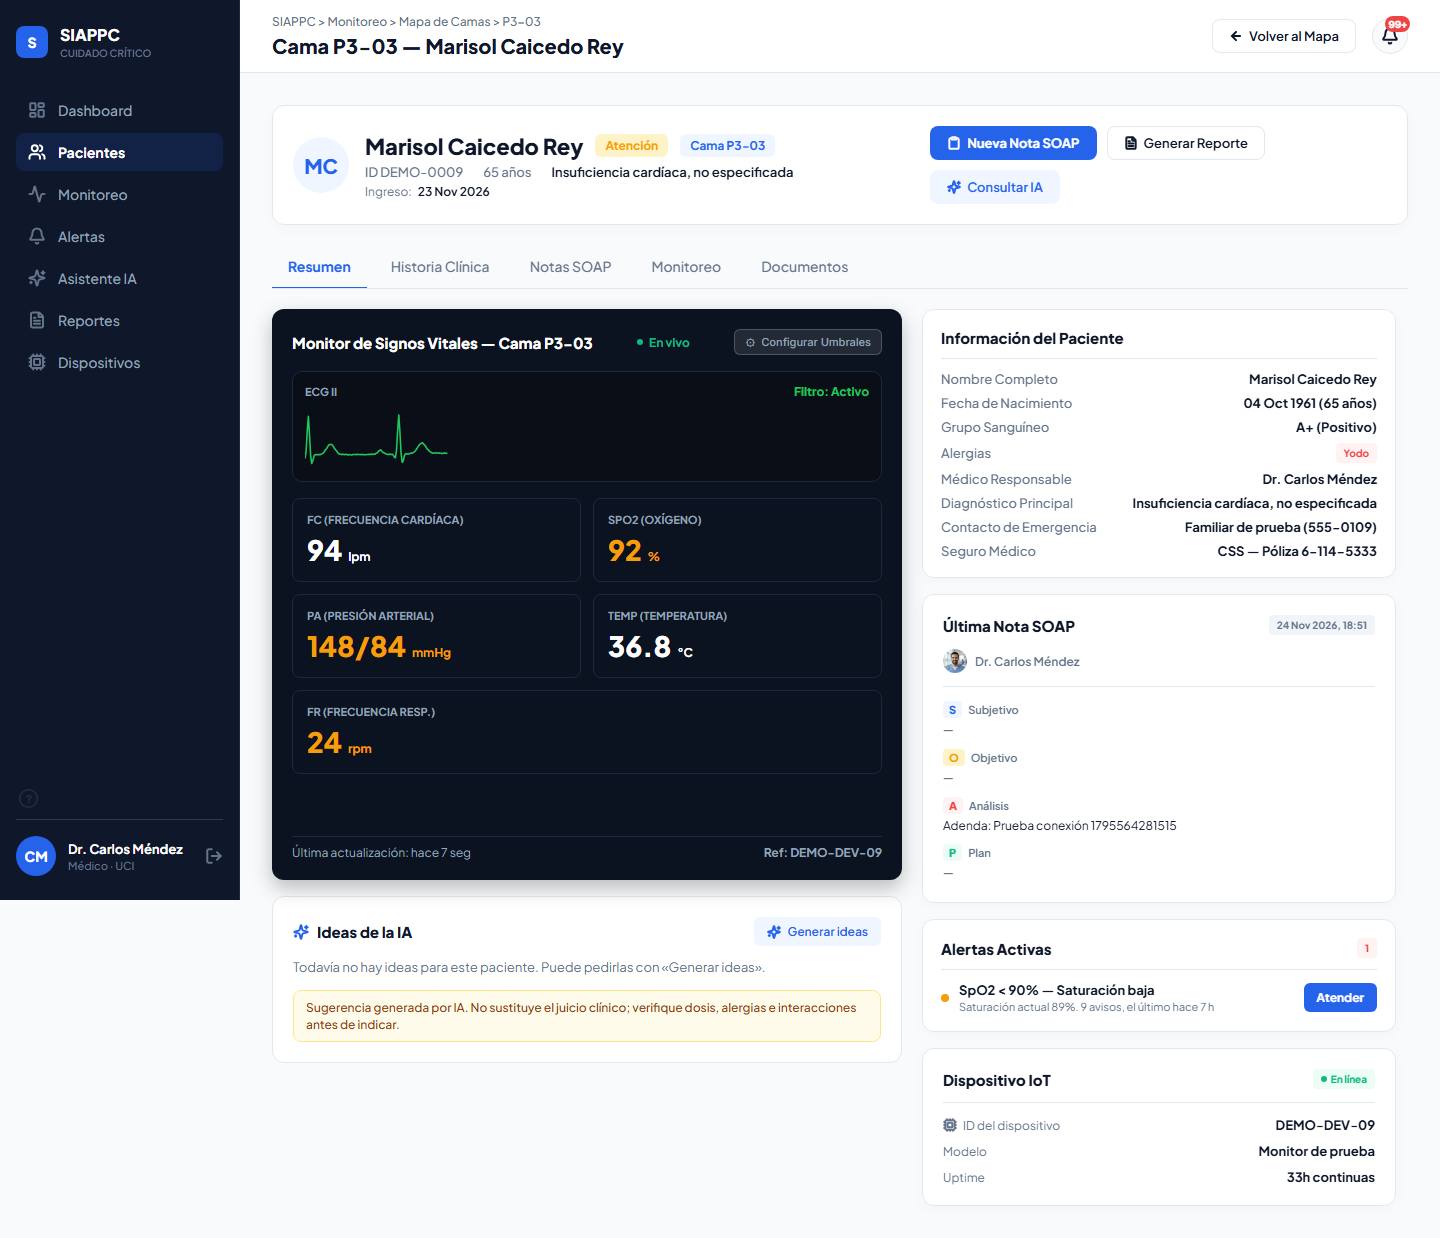 S
SIAPPC
CUIDADO CRÍTICO
Dashboard
Pacientes
Monitoreo
Alertas
Asistente IA
Reportes
Dispositivos
?
CM
Dr. Carlos Méndez
Médico · UCI
SIAPPC > Monitoreo > Mapa de Camas > P3-03
Cama P3-03 — Marisol Caicedo Rey
Volver al Mapa
99+
MC
Marisol Caicedo Rey
Atención
Cama P3-03
ID DEMO-0009 65 años Insuficiencia cardíaca, no especificada
Ingreso: 23 Nov 2026
Nueva Nota SOAP
Generar Reporte
Consultar IA
Resumen
Historia Clínica
Notas SOAP
Monitoreo
Documentos
Monitor de Signos Vitales — Cama P3-03
En vivo
Configurar Umbrales
ECG II
Filtro: Activo
FC (FRECUENCIA CARDÍACA)
94 lpm
SPO2 (OXÍGENO)
92 %
PA (PRESIÓN ARTERIAL)
148/84 mmHg
TEMP (TEMPERATURA)
36.8 °C
FR (FRECUENCIA RESP.)
24 rpm
Última actualización: hace 7 seg
Ref: DEMO-DEV-09
Ideas de la IA
Generar ideas
Todavía no hay ideas para este paciente. Puede pedirlas con «Generar ideas».
Sugerencia generada por IA. No sustituye el juicio clínico; verifique dosis, alergias e interacciones
antes de indicar.
Información del Paciente
Nombre Completo Marisol Caicedo Rey
Fecha de Nacimiento 04 Oct 1961 (65 años)
Grupo Sanguíneo A+ (Positivo)
Alergias Yodo
Médico Responsable Dr. Carlos Méndez
Diagnóstico Principal Insuficiencia cardíaca, no especificada
Contacto de Emergencia Familiar de prueba (555-0109)
Seguro Médico CSS — Póliza 6-114-5333
Última Nota SOAP
24 Nov 2026, 18:51
Dr. Carlos Méndez
S Subjetivo
—
O Objetivo
—
A Análisis
Adenda: Prueba conexión 1795564281515
P Plan
—
Alertas Activas
1
SpO2 < 90% — Saturación baja
Saturación actual 89%. 9 avisos, el último hace 7 h
Atender
Dispositivo IoT
En línea
ID del dispositivo DEMO-DEV-09
Modelo Monitor de prueba
Uptime 33h continuas